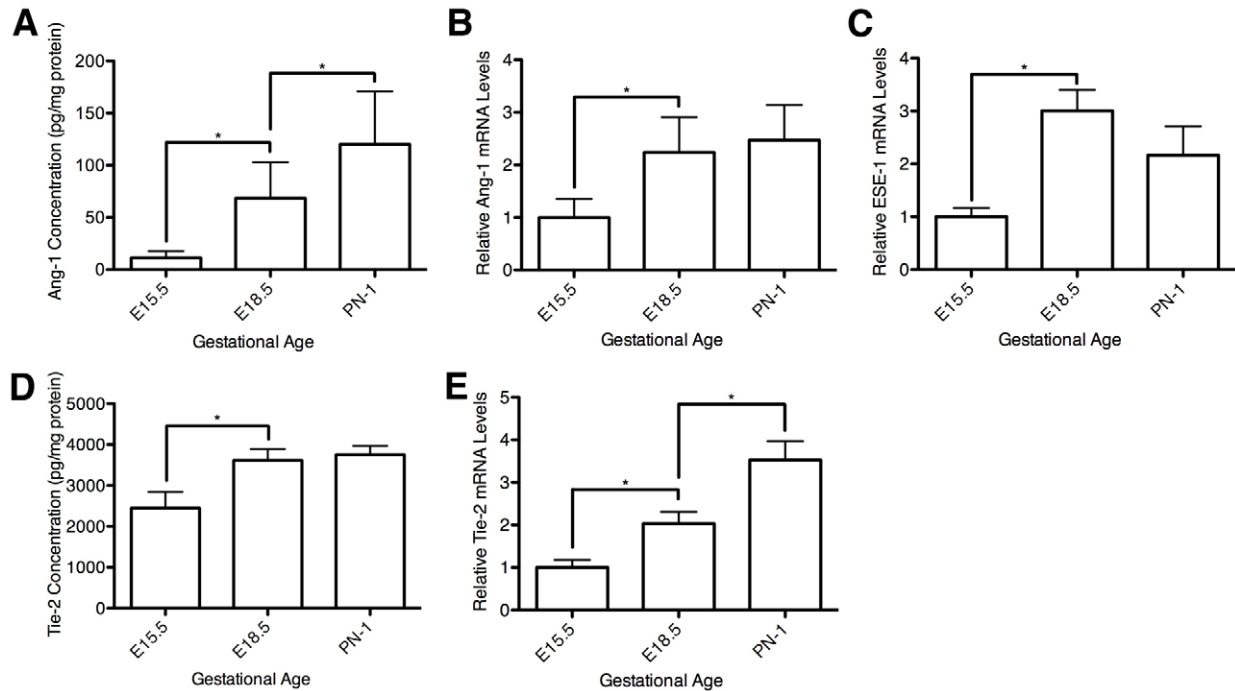 A
Ang-1 Concentration (pg/mg protein)
200
150
100
50
0
*
*
E15.5
E18.5
PN-1
Gestational Age
B
Relative Ang-1 mRNA Levels
4
3
2
1
0
*
E15.5
E18.5
PN-1
Gestational Age
C
Relative ESE-1 mRNA Levels
4
3
2
1
0
*
E15.5
E18.5
PN-1
Gestational Age
D
Tie-2 Concentration (pg/mg protein)
5000
4000
3000
2000
1000
0
*
E15.5
E18.5
PN-1
Gestational Age
E
Relative Tie-2 mRNA Levels
5
4
3
2
1
0
*
*
E15.5
E18.5
PN-1
Gestational Age